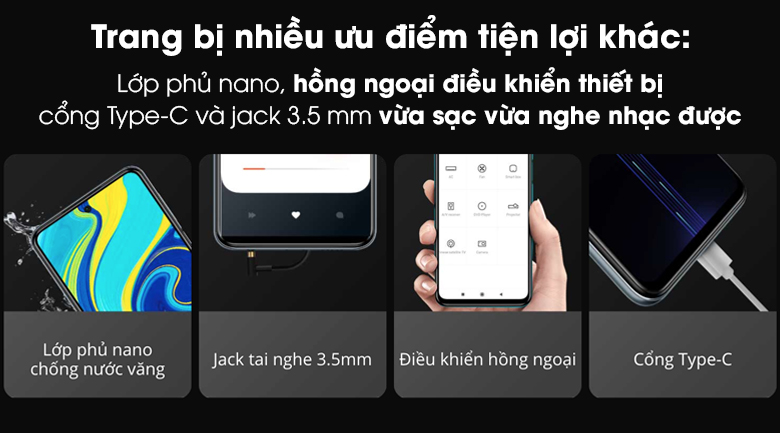 Trang bị nhiều ưu điểm tiện lợi khác:
Lớp phủ nano, hồng ngoại điều khiển thiết bị
cổng Type-C và jack 3.5 mm vừa sạc vừa nghe nhạc được
Lớp phủ nano
chống nước văng
Jack tai nghe 3.5mm
Điều khiển hồng ngoại
Cổng Type-C